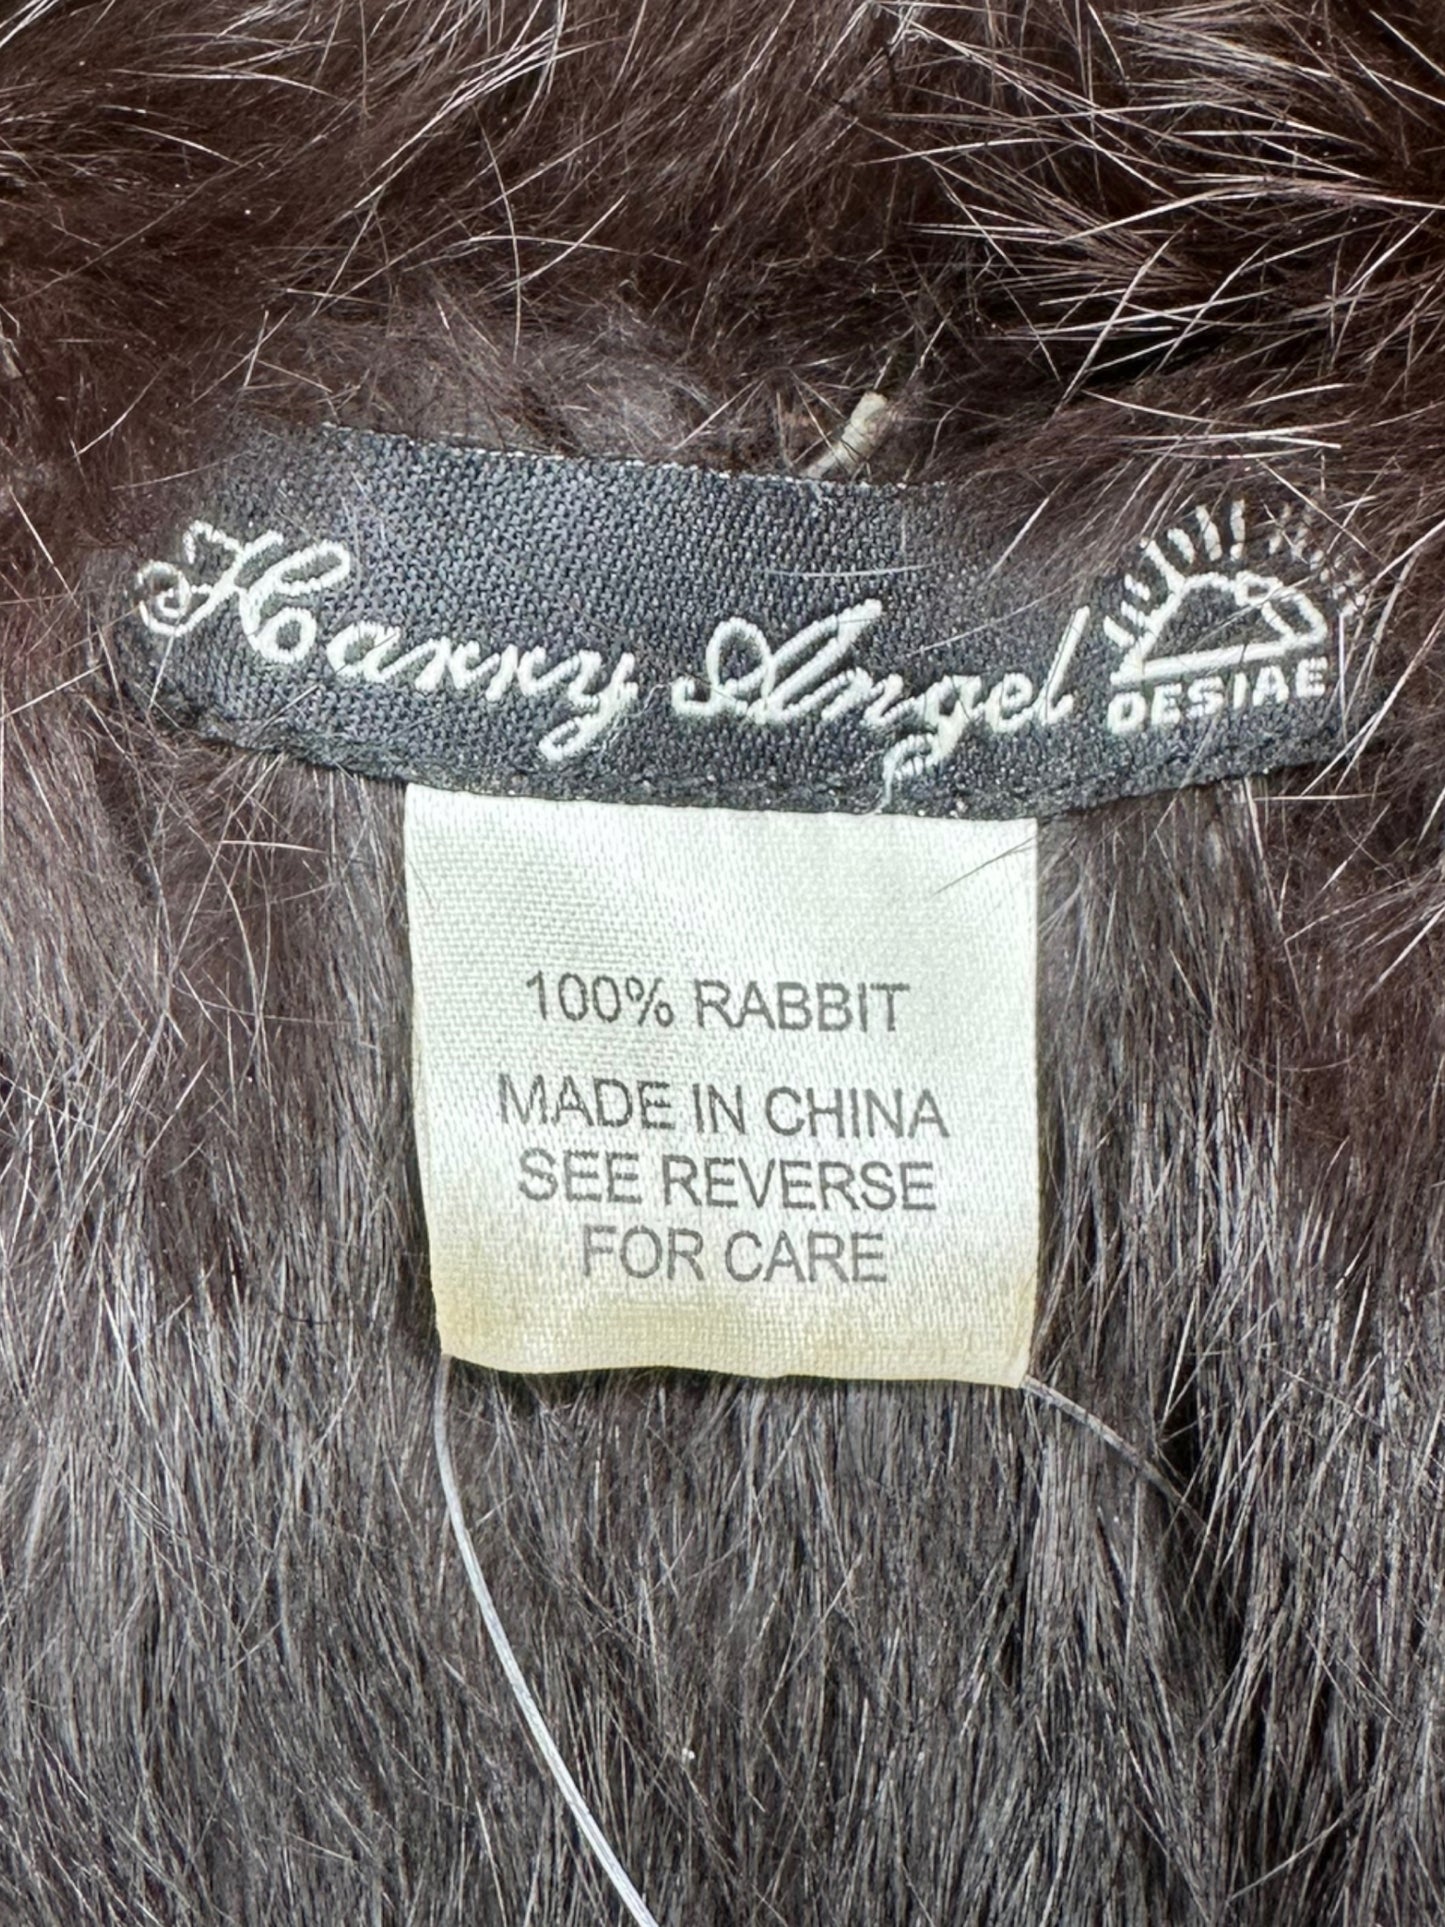 Harry Angel
DESIAE
100% RABBIT
MADE IN CHINA
SEE REVERSE
FOR CARE